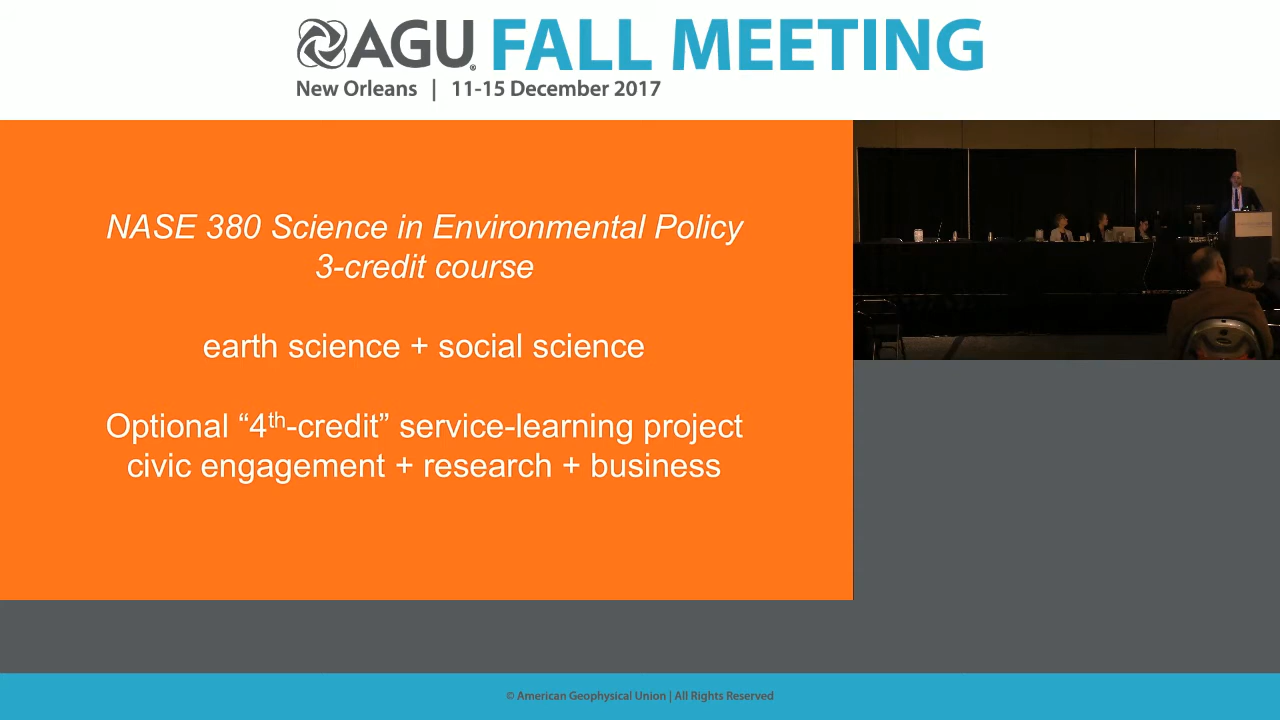 AGU FALL MEETING
New Orleans | 11-15 December 2017
NASE 380 Science in Environmental Policy
3-credit course
earth science + social science
Optional “4th-credit” service-learning project
civic engagement + research + business
© American Geophysical Union | All Rights Reserved